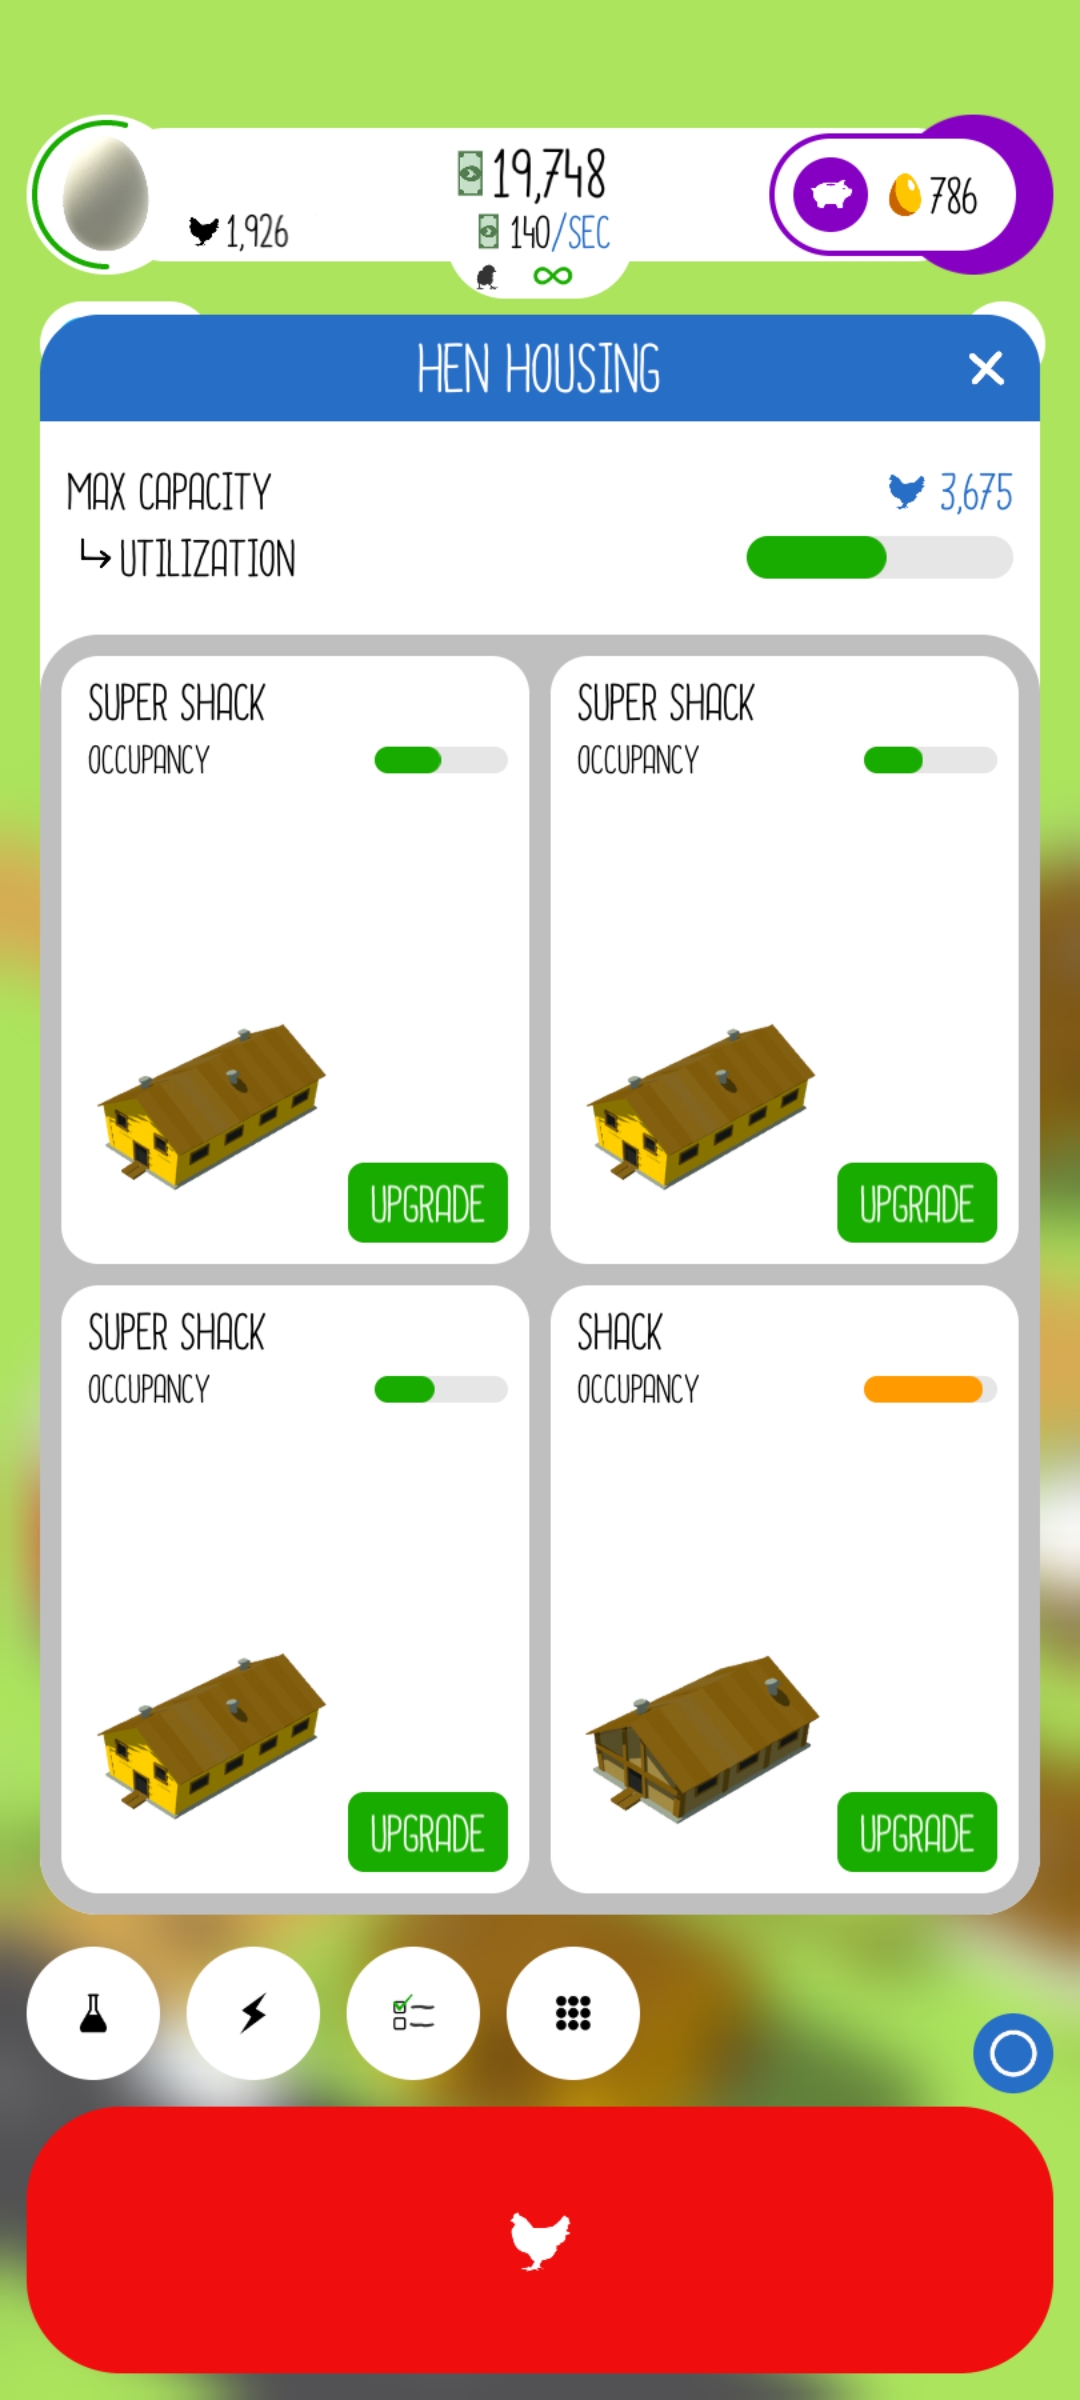 19,748
1,926
140/SEC
786
HEN HOUSING
MAX CAPACITY
3,675
UTILIZATION
SUPER SHACK
OCCUPANCY
UPGRADE
SUPER SHACK
OCCUPANCY
UPGRADE
SUPER SHACK
OCCUPANCY
UPGRADE
SHACK
OCCUPANCY
UPGRADE